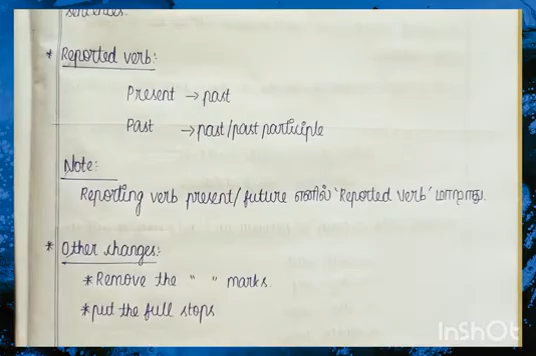 sentences.
* Reported verb:
Present → past
Past → past/past participle
Note:
Reporting verb present/future எனில் 'Reported verb' மாறாது.
* Other changes:
* Remove the " " marks.
* put the full stops
InShOt